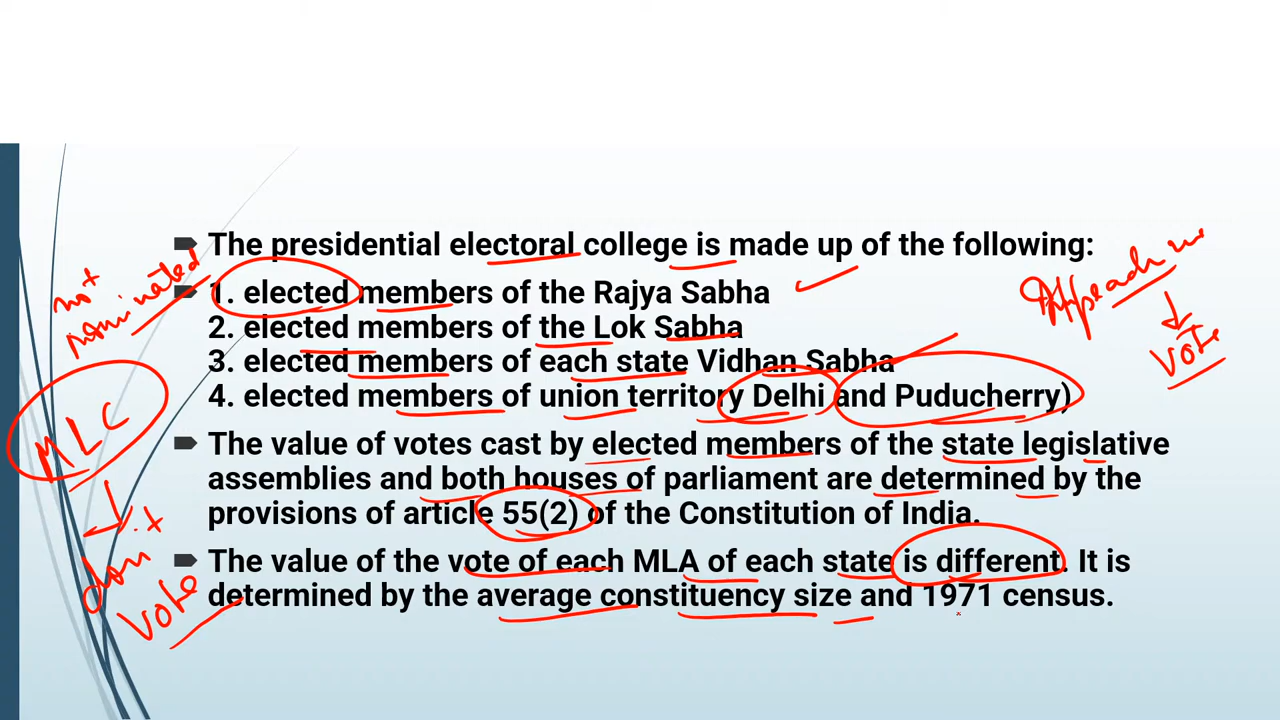 The presidential electoral college is made up of the following:
1. elected members of the Rajya Sabha
2. elected members of the Lok Sabha
3. elected members of each state Vidhan Sabha
4. elected members of union territory Delhi and Puducherry)
The value of votes cast by elected members of the state legislative
assemblies and both houses of parliament are determined by the
provisions of article 55(2) of the Constitution of India.
The value of the vote of each MLA of each state is different. It is
determined by the average constituency size and 1971 census.
not
nominated
MLC
don't
vote
vote